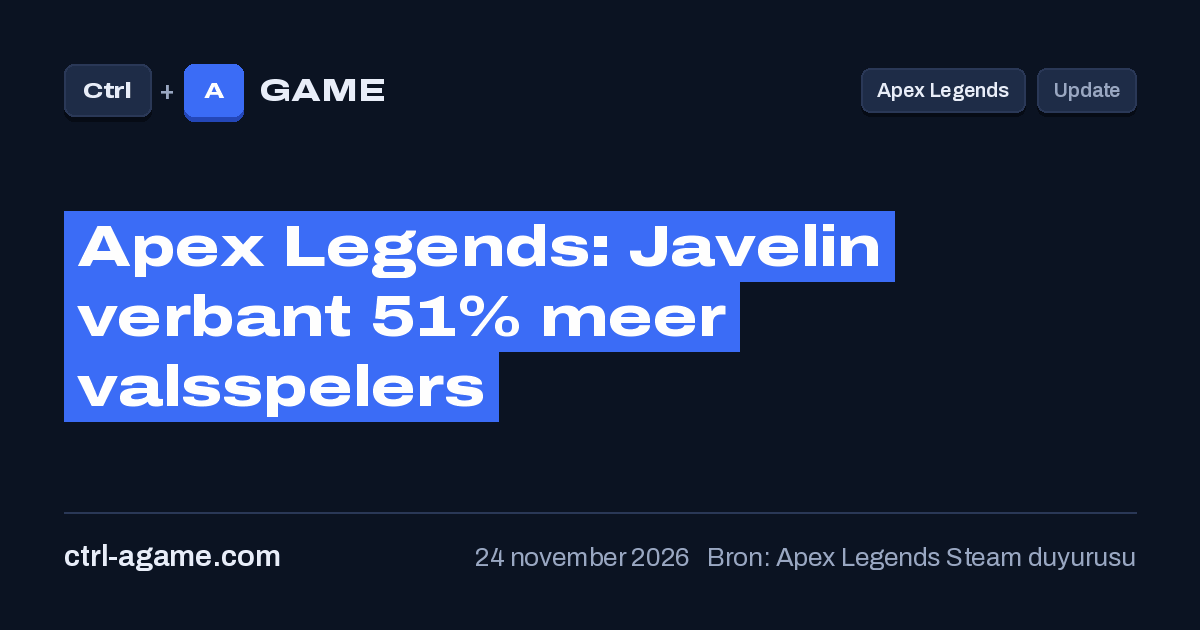 Ctrl + A GAME
Apex Legends Update
Apex Legends: Javelin
verbant 51% meer
valsspelers
ctrl-agame.com
24 november 2026 Bron: Apex Legends Steam duyurusu